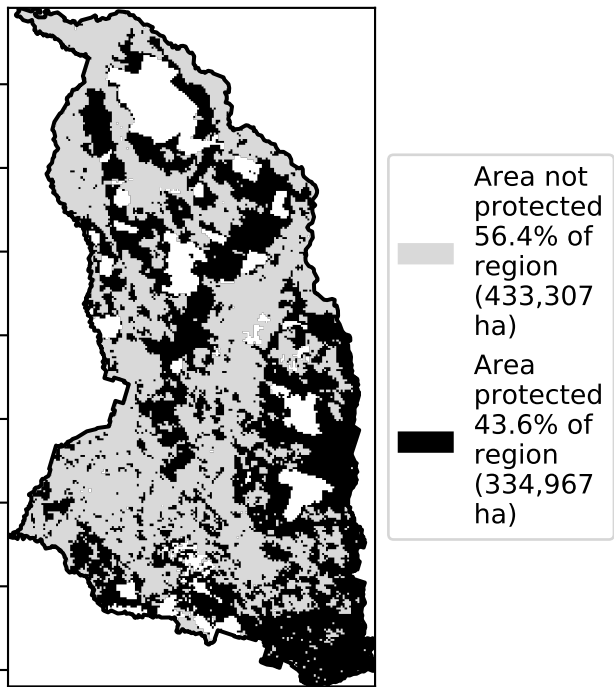 Area not
protected
56.4% of
region
(433,307
ha)
Area
protected
43.6% of
region
(334,967
ha)